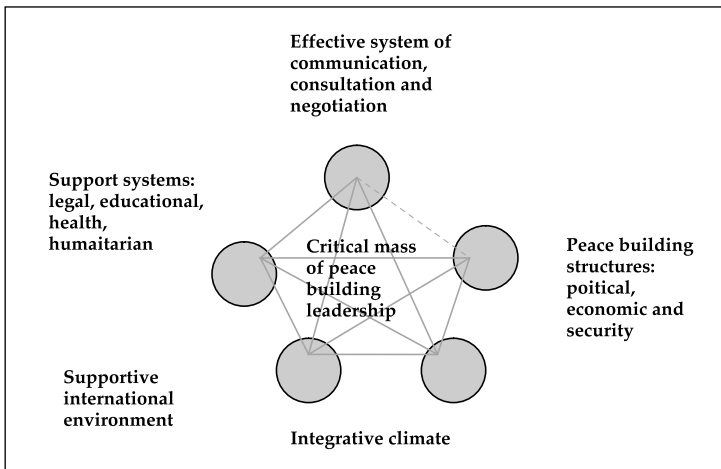 Effective system of
communication,
consultation and
negotiation
Support systems:
legal, educational,
health,
humaitarian
Critical mass
of peace
building
leadership
Peace building
structures:
poitical,
economic and
security
Supportive
international
environment
Integrative climate